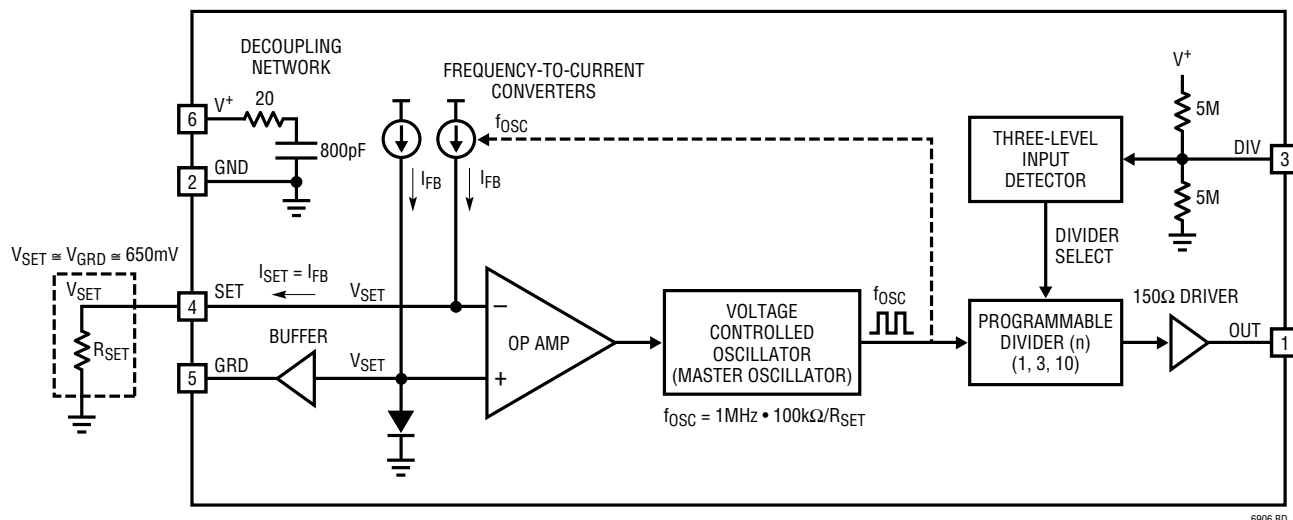 DECOUPLING
NETWORK
FREQUENCY-TO-CURRENT
CONVERTERS
6
V+
20
800pF
2
GND
fOSC
IFB
IFB
V+
5M
THREE-LEVEL
INPUT
DETECTOR
DIV
3
5M
DIVIDER
SELECT
VSET ≅ VGRD ≅ 650mV
VSET
RSET
4
SET
ISET = IFB
VSET
BUFFER
5
GRD
VSET
−
+
OP AMP
VOLTAGE
CONTROLLED
OSCILLATOR
(MASTER OSCILLATOR)
fOSC = 1MHz • 100kΩ/RSET
fOSC
PROGRAMMABLE
DIVIDER (n)
(1, 3, 10)
150Ω DRIVER
OUT
1
6906 BD